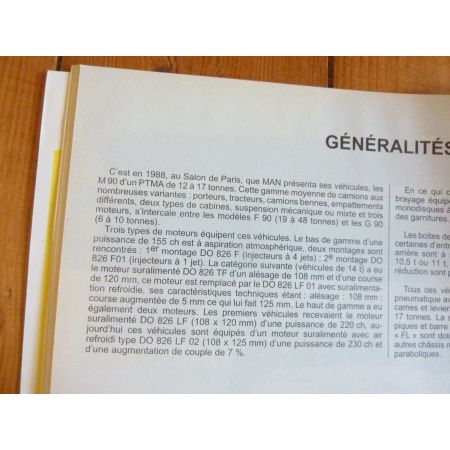 GÉNÉRALITÉS
C'est en 1988, au Salon de Paris, que MAN présenta ses véhicules, les
M 90 d'un PTMA de 12 à 17 tonnes. Cette gamme moyenne de camions aux
nombreuses variantes : porteurs, tracteurs, camions bennes, empattements
différents, deux types de cabines, suspension mécanique ou mixte et trois
moteurs, s'intercale entre les modèles F 90 (19 à 48 tonnes) et les G 90
(6 à 10 tonnes).
Trois types de moteurs équipent ces véhicules. Le bas de gamme d'une
puissance de 155 ch est à aspiration atmosphérique, deux montages sont
rencontrés : 1er montage DO 826 F (injecteurs à 4 jets) ; 2e montage DO
826 F01 (injecteurs à 1 jet). La catégorie suivante (véhicules de 14 t) a eu
le moteur suralimenté DO 826 TF d'un alésage de 108 mm et d'une course
de 120 mm, ce moteur est remplacé par le DO 826 LF 01 avec suralimenta-
tion refroidie, ses caractéristiques techniques étant : alésage : 108 mm ;
course augmentée de 5 mm ce qui lui fait 125 mm. Le haut de gamme a eu
également deux moteurs. Les premiers véhicules recevaient le moteur
suralimenté DO 826 LF (108 x 120 mm) d'une puissance de 220 ch, au-
jourd'hui ces véhicules sont équipés d'un moteur suralimenté avec air
refroidi type DO 826 LF 02 (108 x 125 mm) d'une puissance de 230 ch et
d'une augmentation de couple de 7 %.
En ce qui c
brayage équipe
monodisques à
des garnitures.
Les boîtes de
certaines d'entr
arrière sont à
10,5 t ou 11 t.
réduction sont p
Tous ces vé
pneumatique av
cames et levier
17 tonnes. La s
piques et barre
« FL » sont dot
autres châssis r
paraboliques.